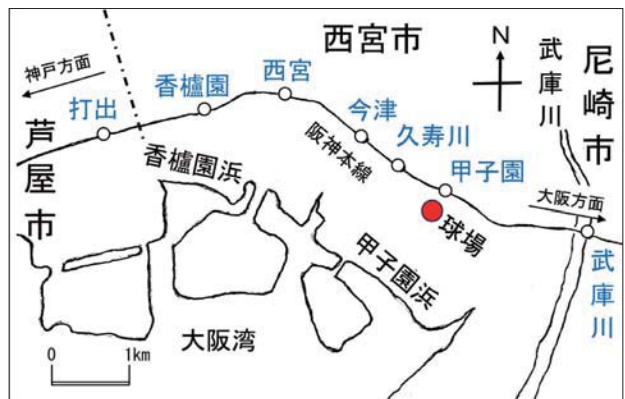 西宮市
N
武庫川
尼崎市
神戸方面
打出
香櫨園
西宮
今津
久寿川
甲子園
阪神本線
香櫨園浜
芦屋市
球場
甲子園浜
大阪方面
武庫川
大阪湾
0 1km